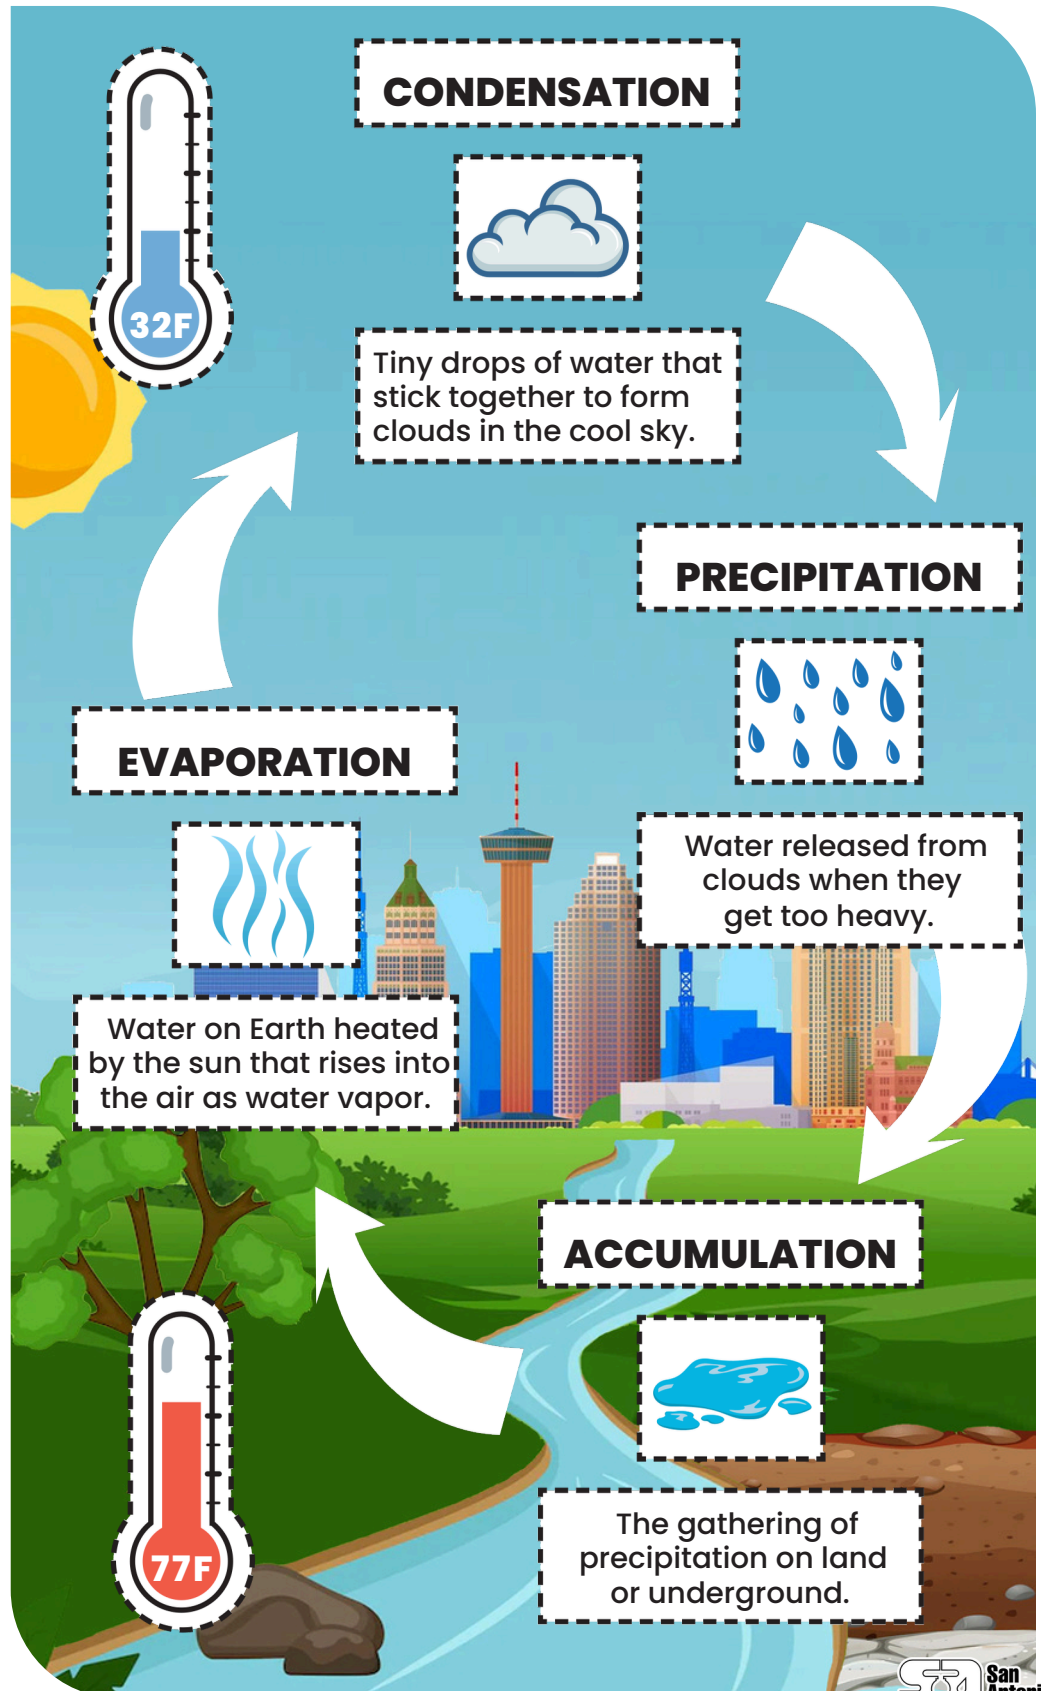 CONDENSATION
32F
Tiny drops of water that
stick together to form
clouds in the cool sky.
PRECIPITATION
Water released from
clouds when they
get too heavy.
EVAPORATION
Water on Earth heated
by the sun that rises into
the air as water vapor.
ACCUMULATION
The gathering of
precipitation on land
or underground.
77F
San